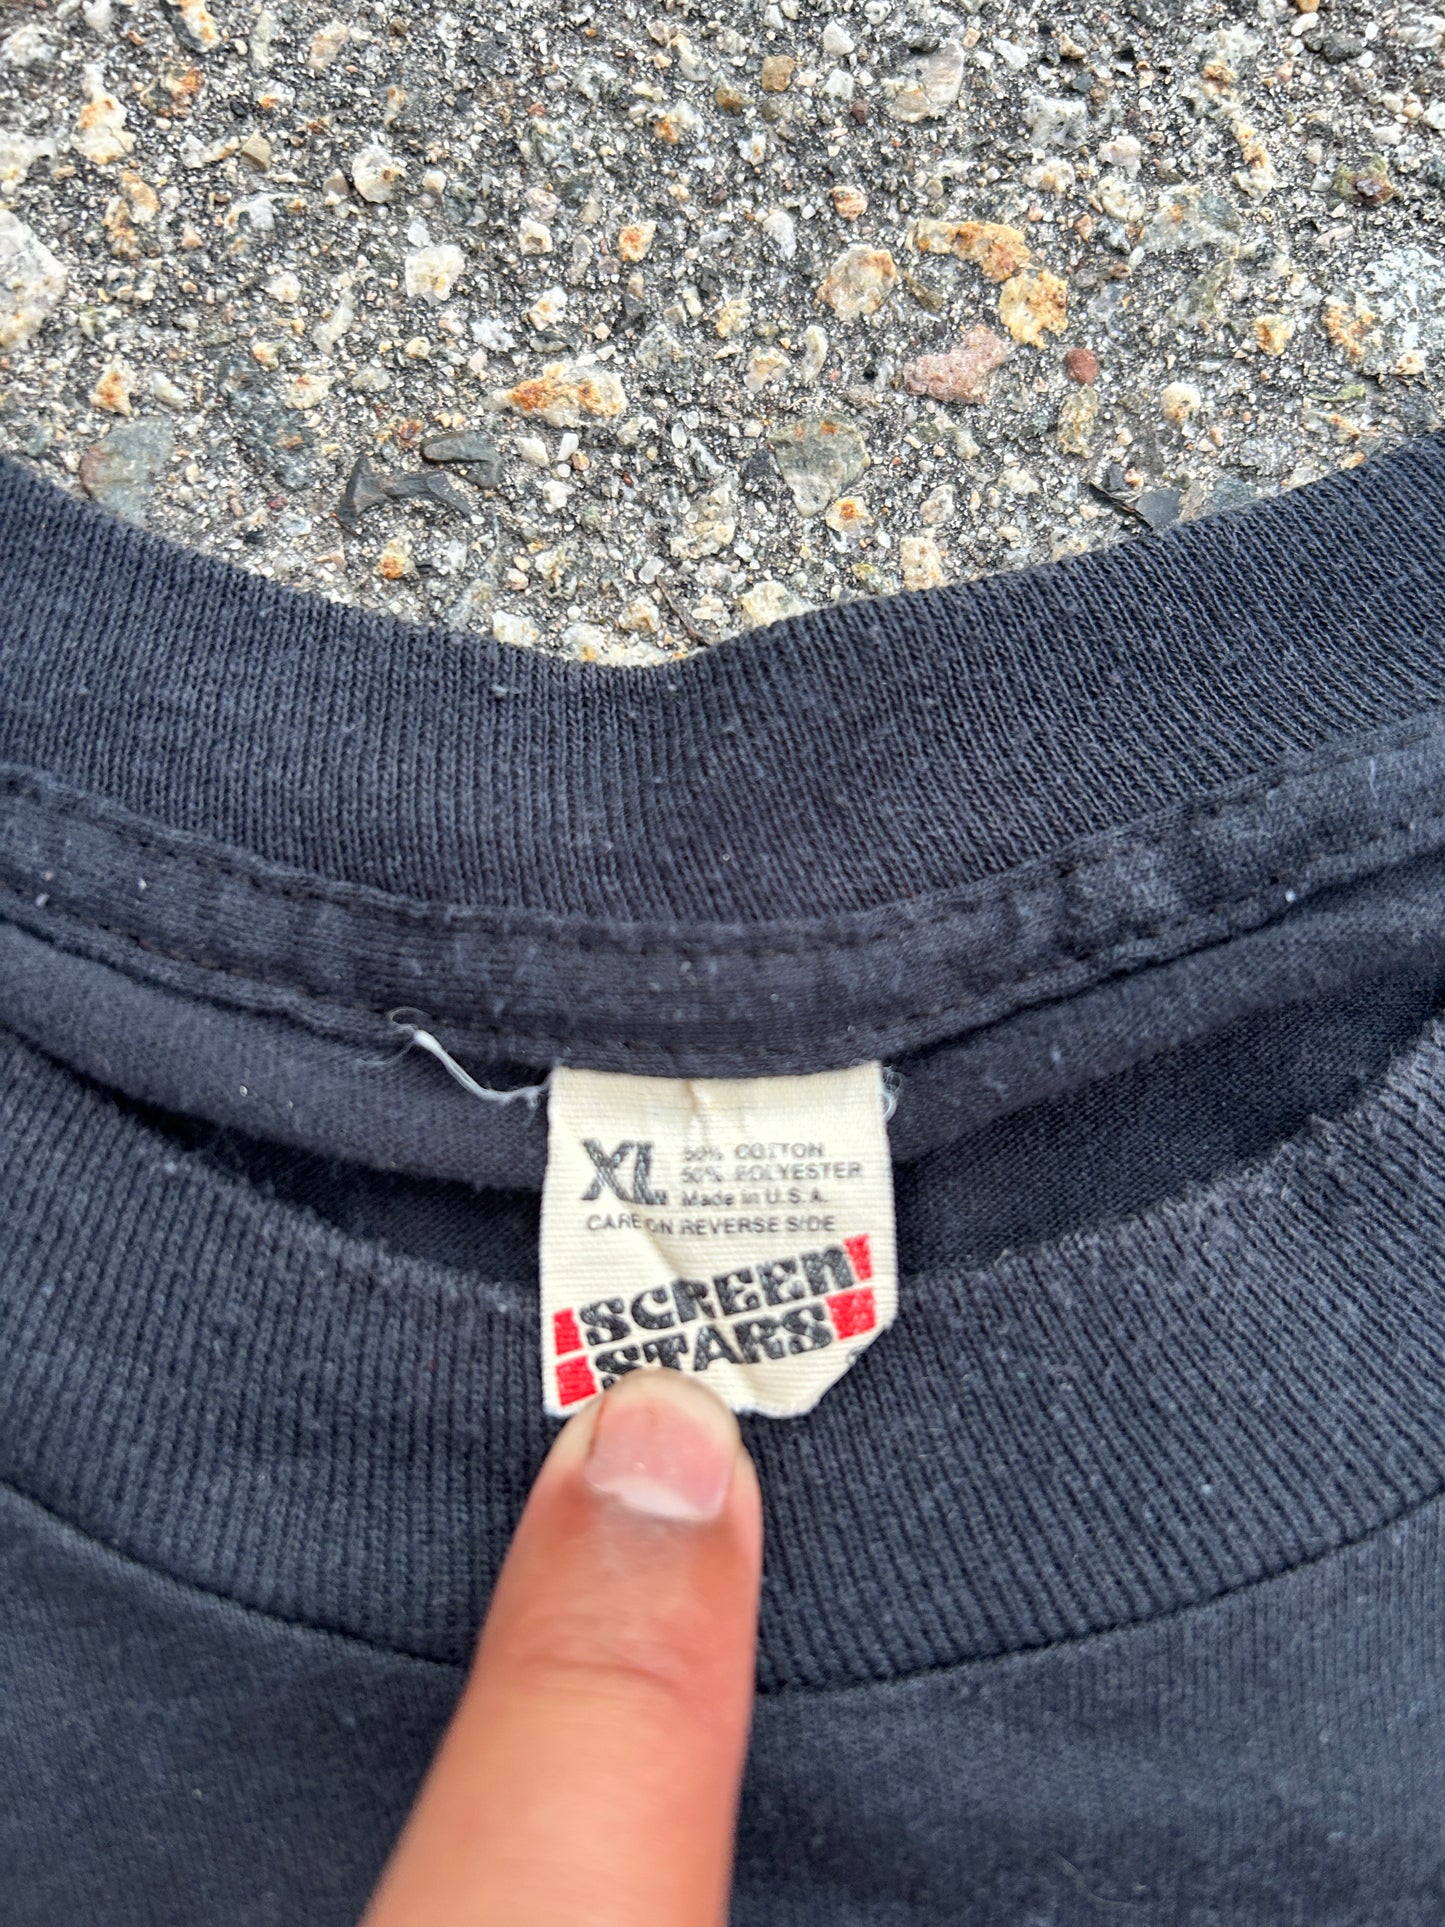 XL
50% COTTON
50% POLYESTER
Made in U.S.A.
CARE ON REVERSE SIDE
SCREEN
STARS